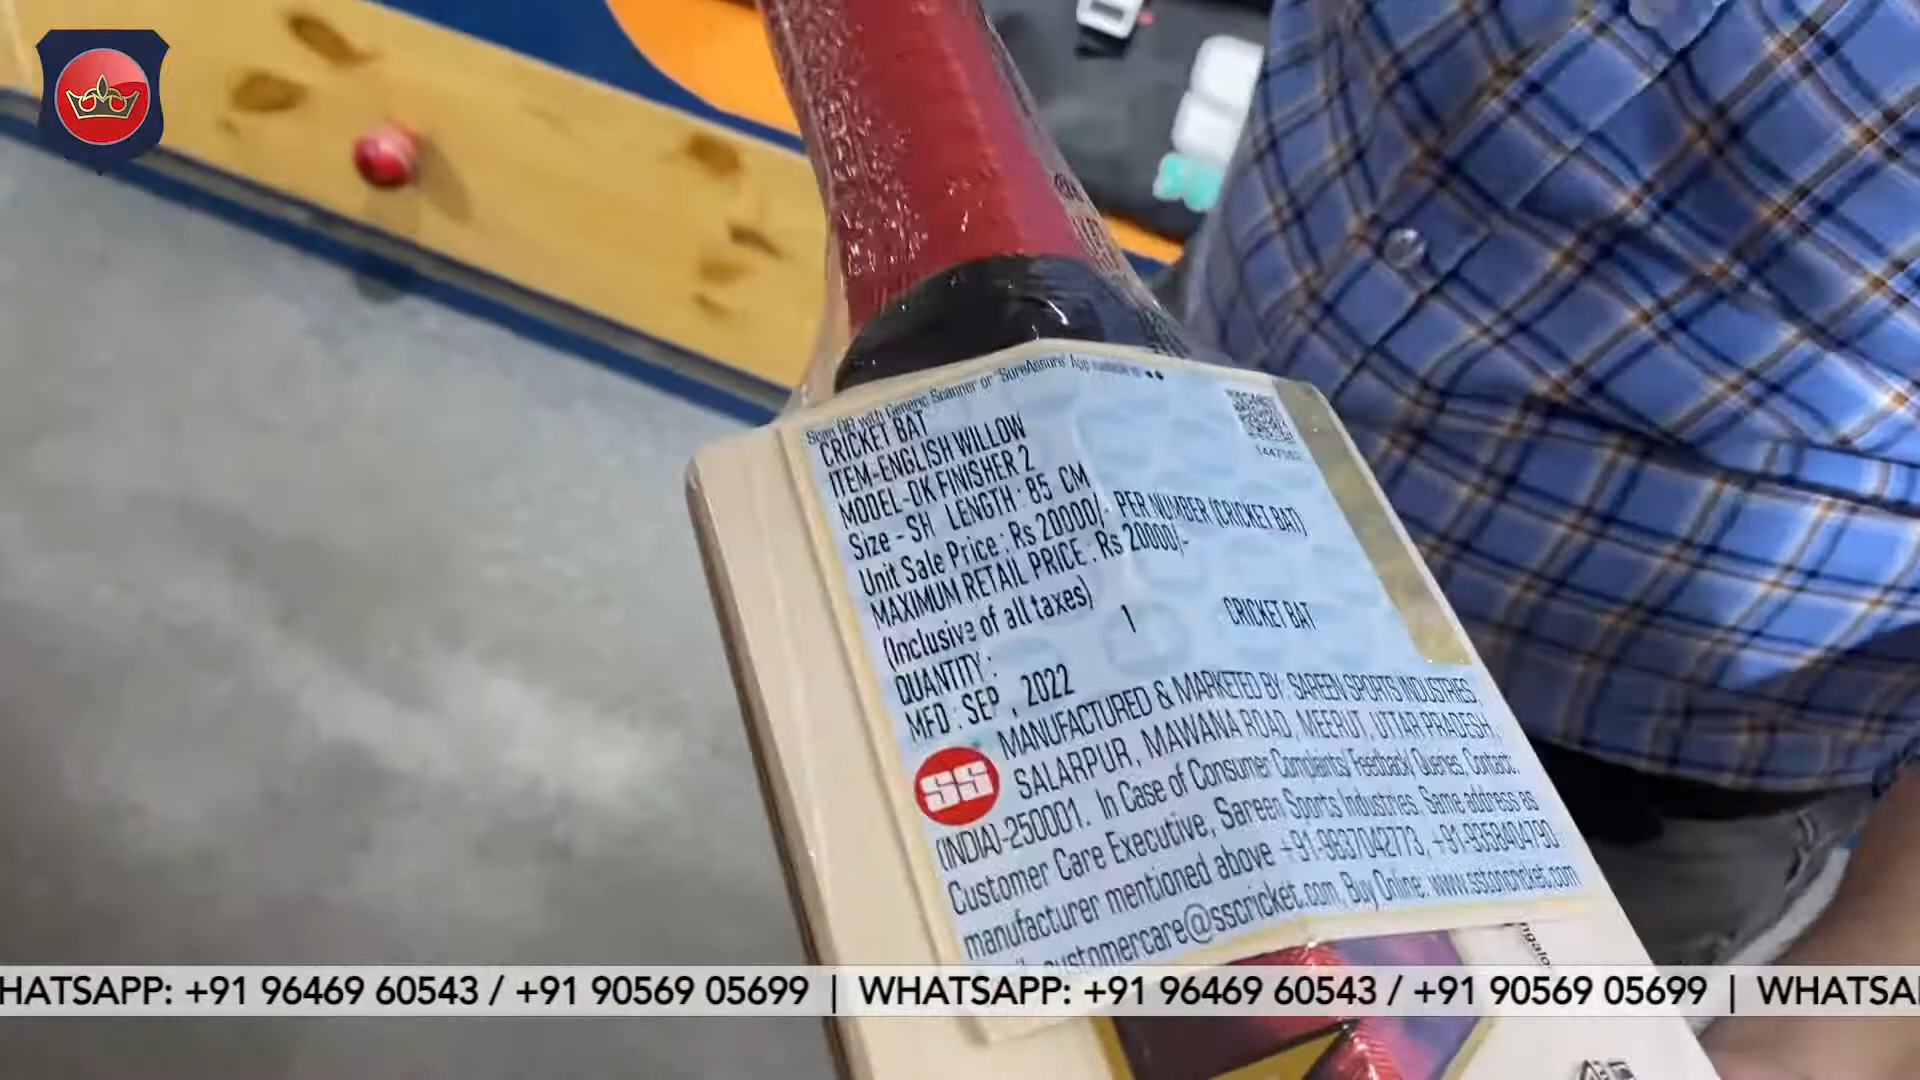 Scan QR with Generic Scanner or "SureAssure" App available at
CRICKET BAT
ITEM-ENGLISH WILLOW
MODEL-DK FINISHER 2
Size - SH LENGTH : 85 CM
Unit Sale Price : Rs 20000/- PER NUMBER (CRICKET BAT)
MAXIMUM RETAIL PRICE : Rs 20000/-
(Inclusive of all taxes)
QUANTITY : 1 CRICKET BAT
MFD : SEP , 2022
MANUFACTURED & MARKETED BY: SAREEN SPORTS INDUSTRIES,
SALARPUR, MAWANA ROAD, MEERUT, UTTAR PRADESH
(INDIA)-250001. In Case of Consumer Complaints/ Feedback/ Queries, Contact:
Customer Care Executive, Sareen Sports Industries, Same address as
manufacturer mentioned above +91-9837042773, +91-9358404790
customercare@sscricket.com, Buy Online: www.sstoncricket.com
SS
HATSAPP: +91 96469 60543 / +91 90569 05699 | WHATSAPP: +91 96469 60543 / +91 90569 05699 | WHATSA